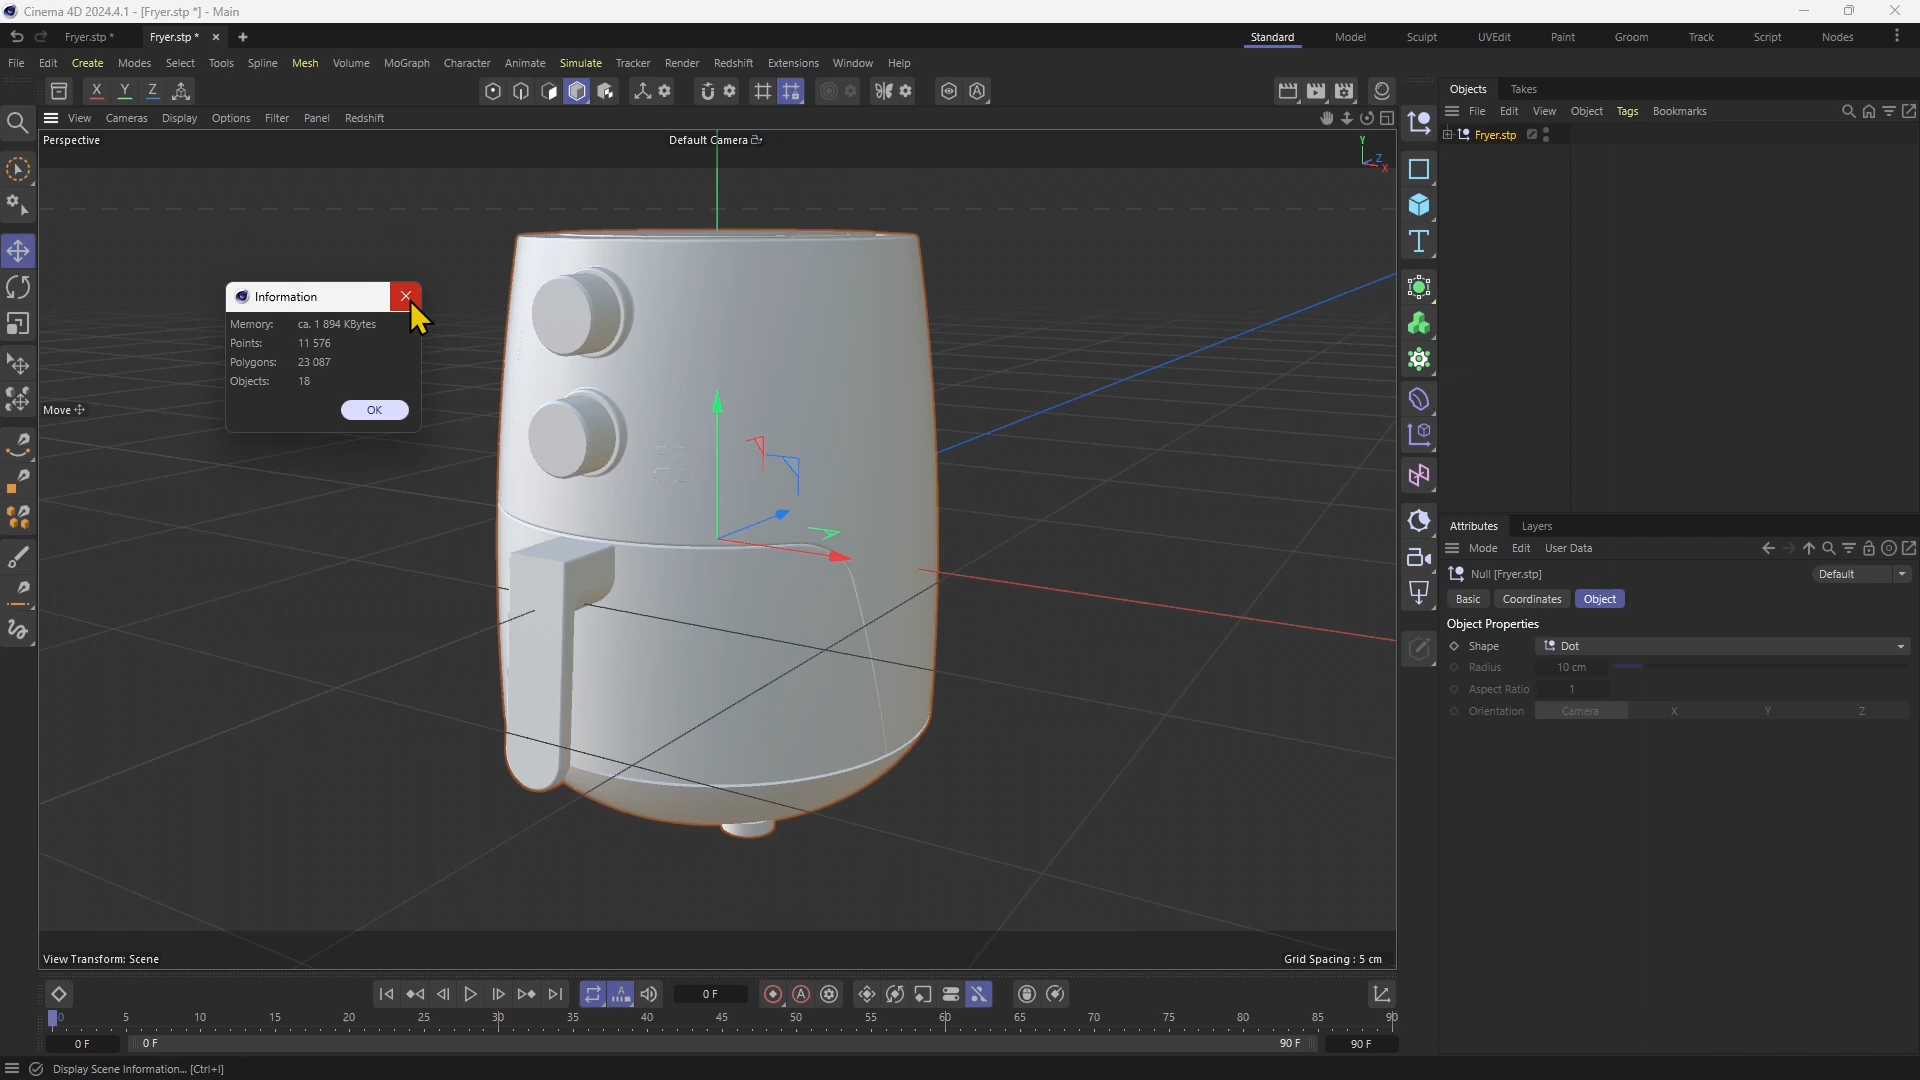 Cinema 4D 2024.4.1 - [Fryer.stp *] - Main
Fryer.stp *
Fryer.stp *
Standard
Model
Sculpt
UVEdit
Paint
Groom
Track
Script
Nodes
File Edit Create Modes Select Tools Spline Mesh Volume MoGraph Character Animate Simulate Tracker Render Redshift Extensions Window Help
X Y Z
Objects Takes
View Cameras Display Options Filter Panel Redshift
File Edit View Object Tags Bookmarks
Perspective
Default Camera
Y
Z
X
Fryer.stp
Information
Memory: ca. 1 894 KBytes
Points: 11 576
Polygons: 23 087
Objects: 18
OK
Move
Attributes Layers
Mode Edit User Data
Null [Fryer.stp]
Default
Basic Coordinates Object
Object Properties
Shape Dot
Radius 10 cm
Aspect Ratio 1
Orientation Camera X Y Z
View Transform: Scene
Grid Spacing : 5 cm
0 F
0 5 10 15 20 25 30 35 40 45 50 55 60 65 70 75 80 85 90
0 F
0 F
90 F
90 F
Display Scene Information... [Ctrl+I]